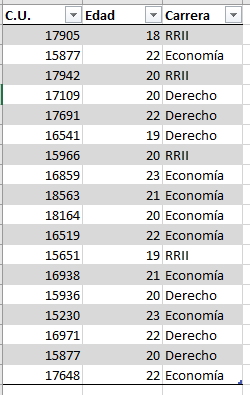 C.U. Edad Carrera
17905 18 RRII
15877 22 Economía
17942 20 RRII
17109 20 Derecho
17691 22 Derecho
16541 19 Derecho
15966 20 RRII
16859 23 Economía
18563 21 Economía
18164 20 Economía
16519 22 Economía
15651 19 RRII
16938 21 Economía
15936 20 Derecho
15230 23 Economía
16971 22 Derecho
15877 20 Derecho
17648 22 Economía